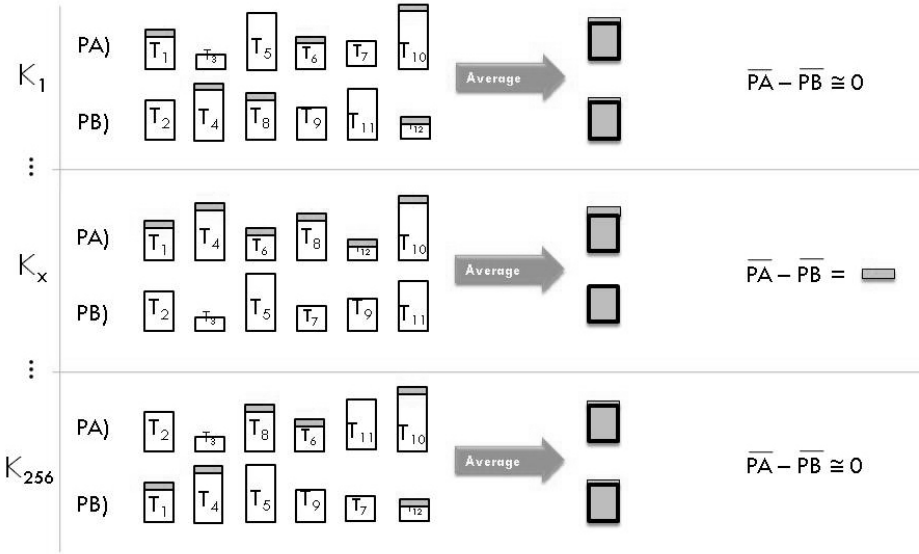 K1
PA) T1 T3 T5 T6 T7 T10
Average
PB) T2 T4 T8 T9 T11 T12
PA – PB ≅ 0
⋮
Kx
PA) T1 T4 T6 T8 T12 T10
Average
PB) T2 T3 T5 T7 T9 T11
PA – PB =
⋮
K256
PA) T2 T3 T8 T6 T11 T10
Average
PB) T1 T4 T5 T9 T7 T12
PA – PB ≅ 0